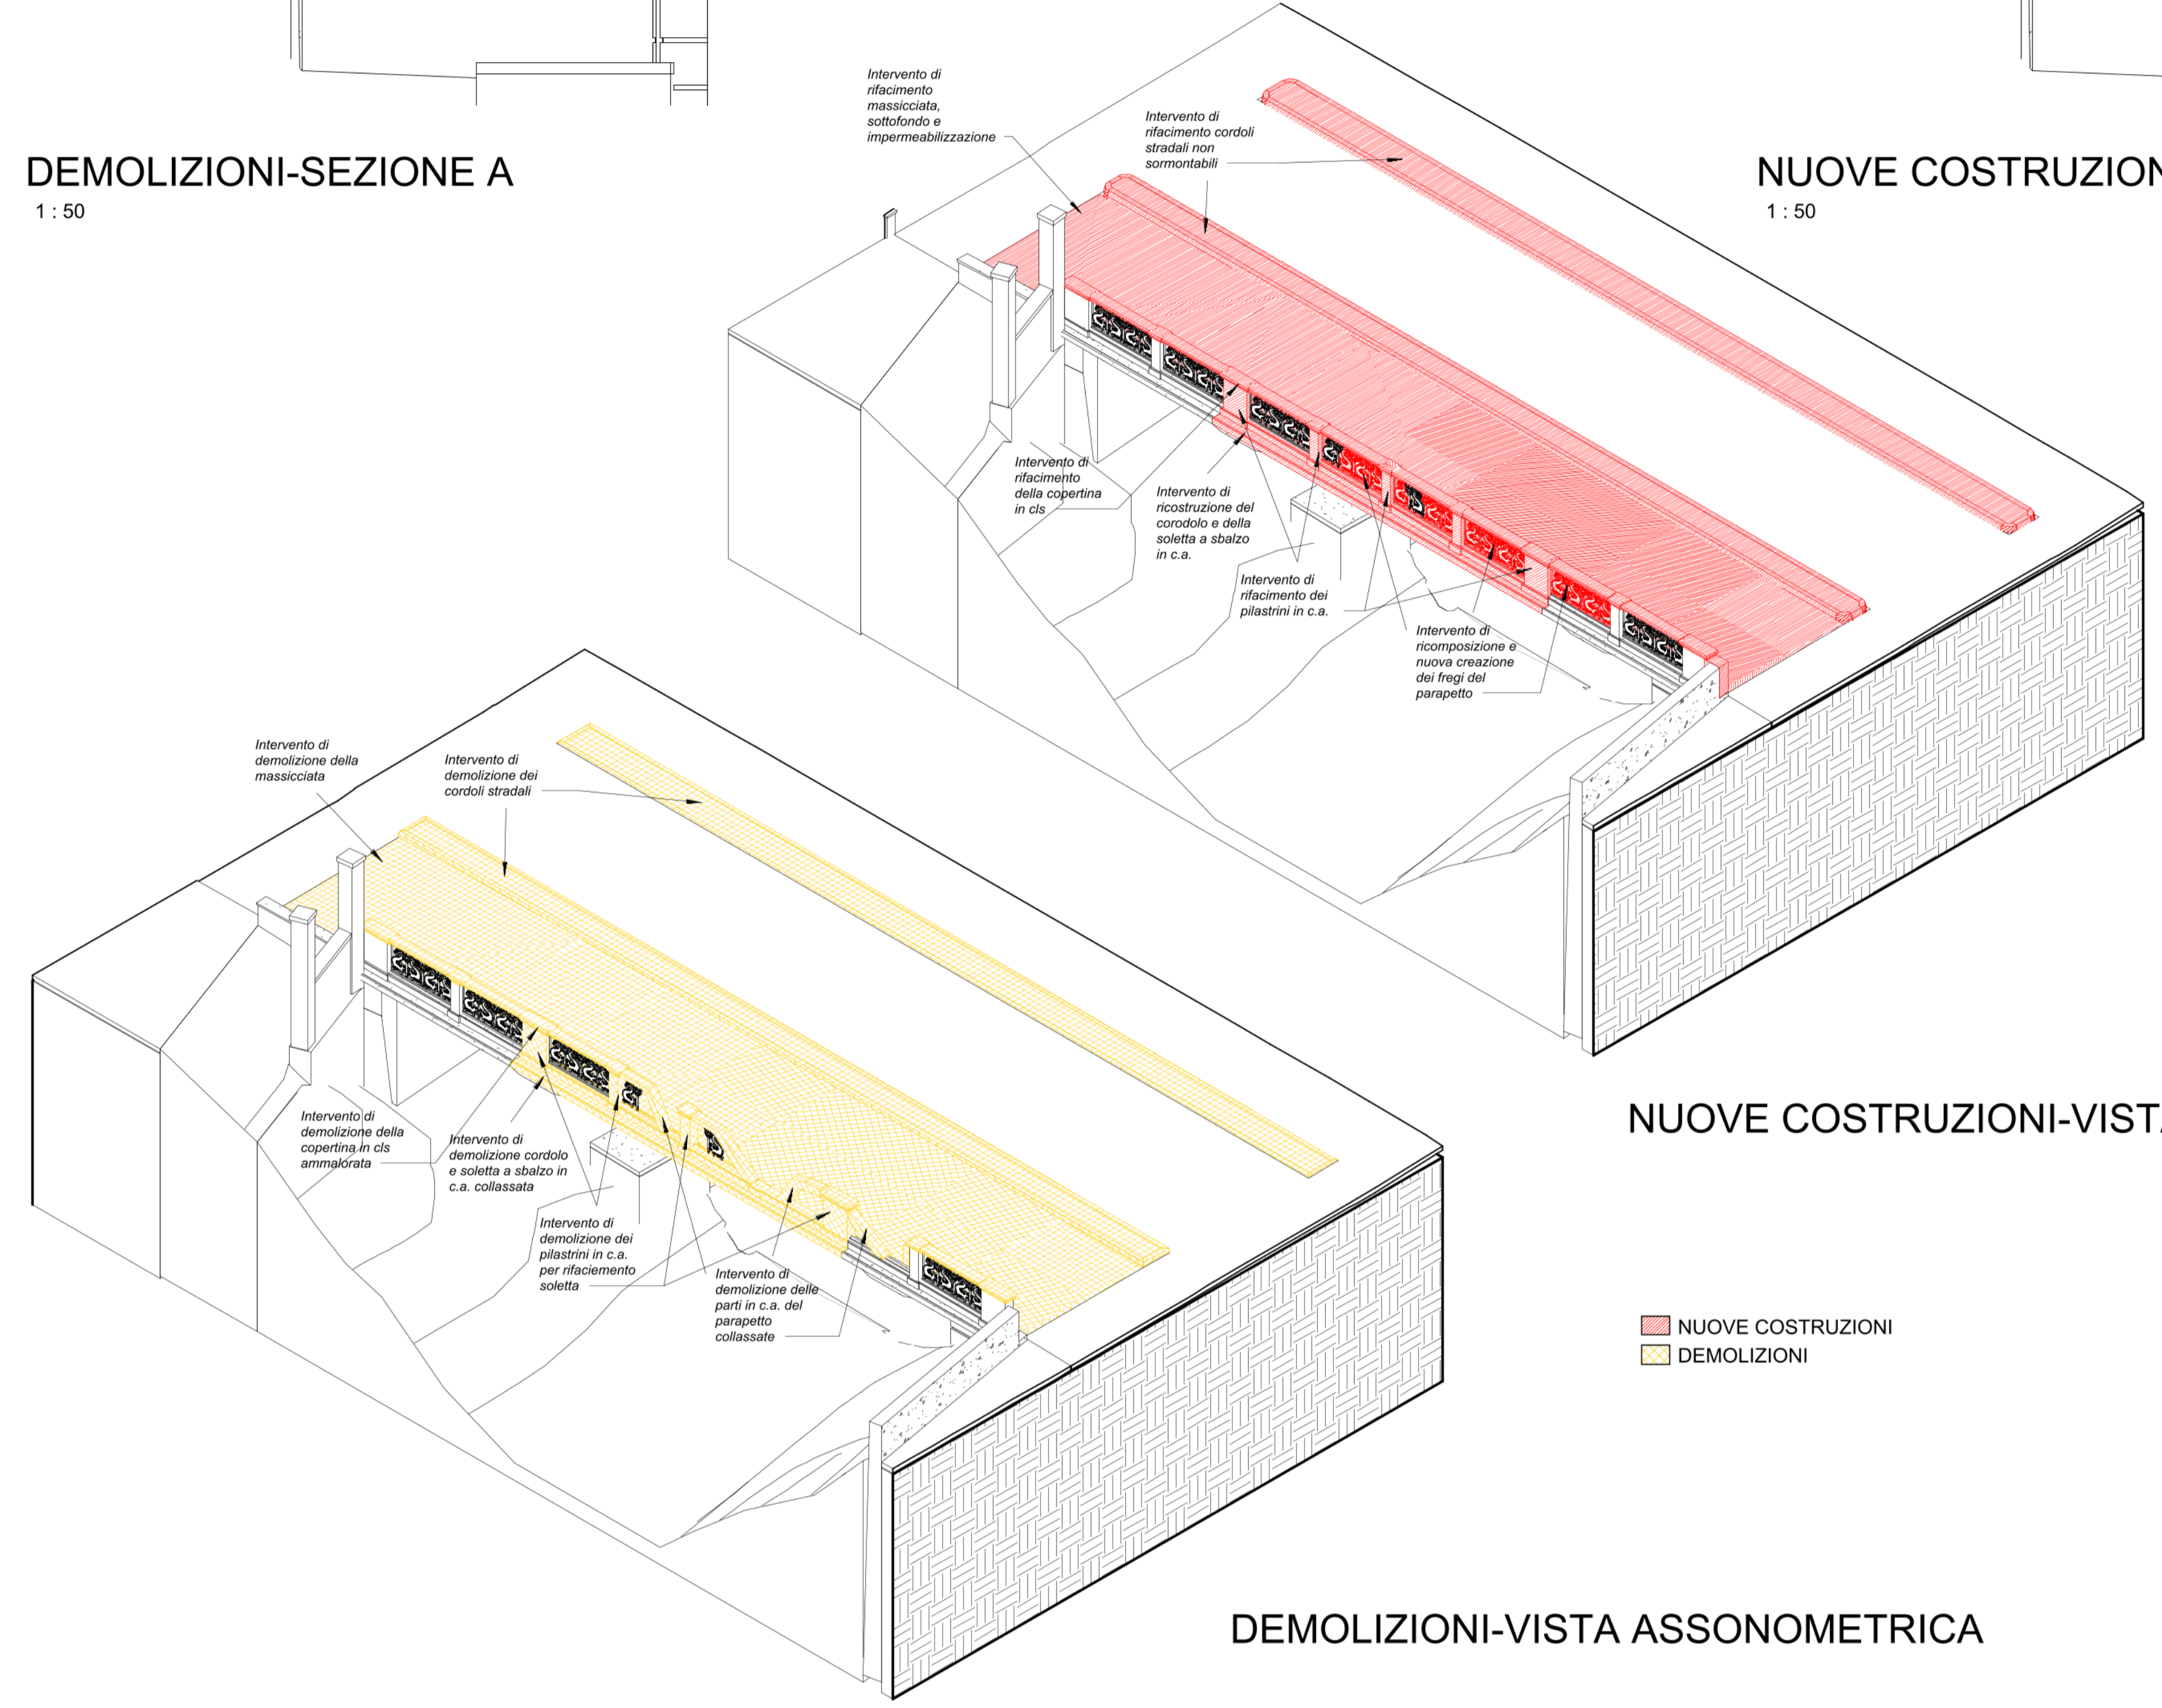 DEMOLIZIONI-SEZIONE A
1 : 50
Intervento di
rifacimento
massicciata,
sottofondo e
impermeabilizzazione
Intervento di
rifacimento cordoli
stradali non
sormontabili
NUOVE COSTRUZION
1 : 50
Intervento di
rifacimento
della copertina
in cls
Intervento di
ricostruzione del
corodolo e della
soletta a sbalzo
in c.a.
Intervento di
rifacimento dei
pilastrini in c.a.
Intervento di
ricomposizione e
nuova creazione
dei fregi del
parapetto
NUOVE COSTRUZIONI-VISTA
Intervento di
demolizione della
massicciata
Intervento di
demolizione dei
cordoli stradali
Intervento di
demolizione della
copertina in cls
ammalorata
Intervento di
demolizione cordolo
e soletta a sbalzo in
c.a. collassata
Intervento di
demolizione dei
pilastrini in c.a.
per rifaciemento
soletta
Intervento di
demolizione delle
parti in c.a. del
parapetto
collassate
NUOVE COSTRUZIONI
DEMOLIZIONI
DEMOLIZIONI-VISTA ASSONOMETRICA